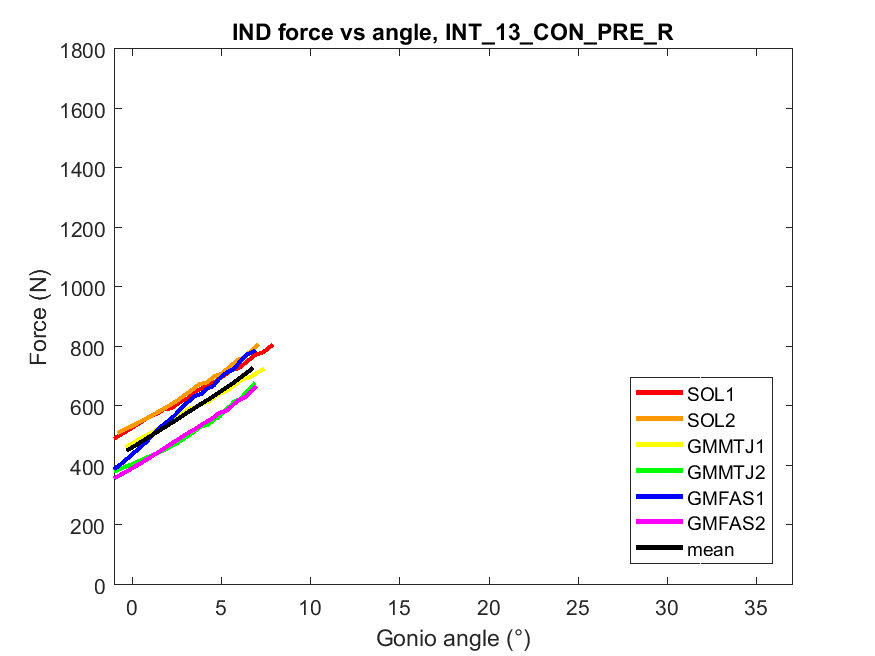 IND force vs angle, INT_13_CON_PRE_R
1800
1600
1400
1200
1000
800
600
400
200
0
Force (N)
0 5 10 15 20 25 30 35
Gonio angle (°)
SOL1
SOL2
GMMTJ1
GMMTJ2
GMFAS1
GMFAS2
mean